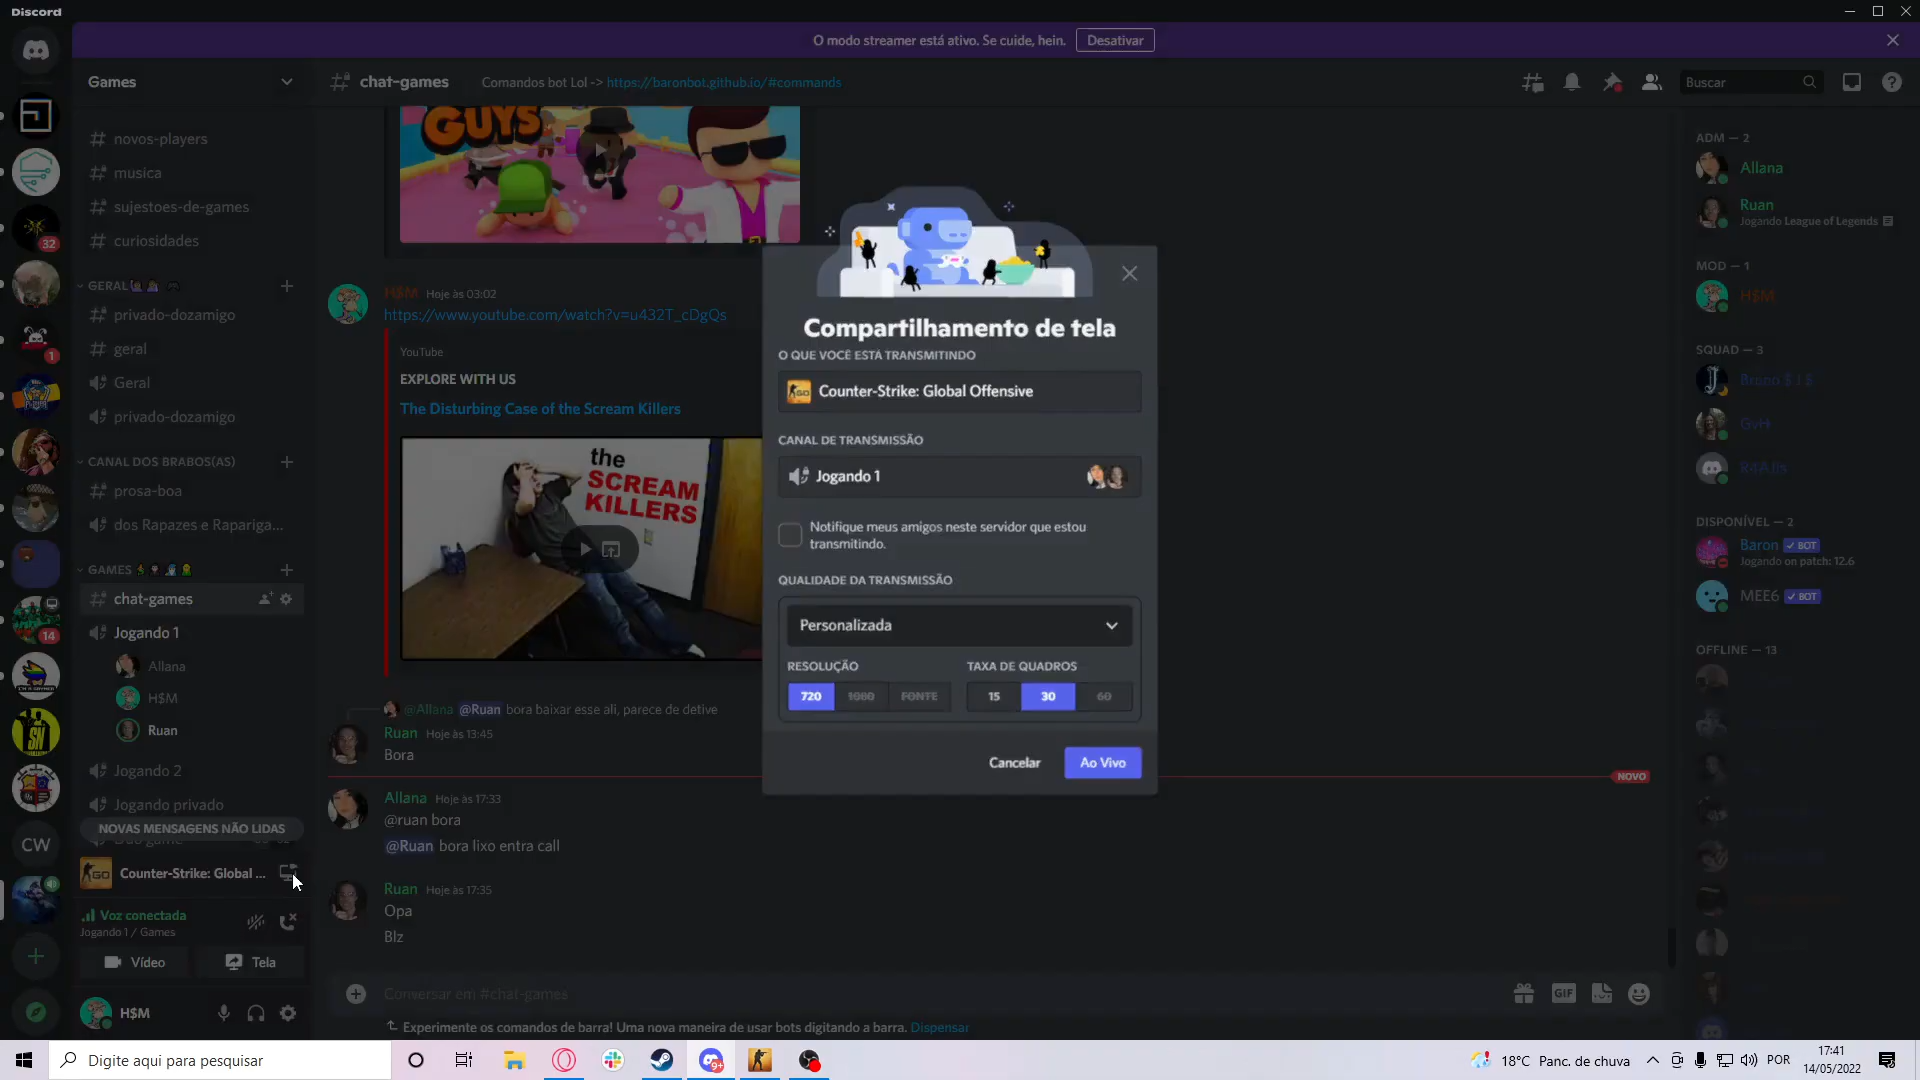 Discord
O modo streamer está ativo. Se cuide, hein.
Desativar
Games
chat-games
Comandos bot Lol -> https://baronbot.github.io/#commands
Buscar
novos-players
musica
sujestoes-de-games
curiosidades
32
1
14
GERAL
privado-dozamigo
geral
Geral
privado-dozamigo
CANAL DOS BRABOS(AS)
prosa-boa
dos Rapazes e Rapariga...
GAMES
chat-games
Jogando 1
Allana
H$M
Ruan
Jogando 2
Jogando privado
NOVAS MENSAGENS NÃO LIDAS
CW
Counter-Strike: Global ...
Voz conectada
Jogando 1 / Games
Vídeo
Tela
H$M
GUYS
H$M Hoje às 03:02
https://www.youtube.com/watch?v=u432T_cDgQs
YouTube
EXPLORE WITH US
The Disturbing Case of the Scream Killers
the
SCREAM
KILLERS
@Allana @Ruan bora baixar esse ali, parece de detive
Ruan Hoje às 13:45
Bora
NOVO
Allana Hoje às 17:33
@ruan bora
@Ruan bora lixo entra call
Ruan Hoje às 17:35
Opa
Blz
Conversar em #chat-games
GIF
Experimente os comandos de barra! Uma nova maneira de usar bots digitando a barra. Dispensar
Compartilhamento de tela
O QUE VOCÊ ESTÁ TRANSMITINDO
GO
Counter-Strike: Global Offensive
CANAL DE TRANSMISSÃO
Jogando 1
Notifique meus amigos neste servidor que estou
transmitindo.
QUALIDADE DA TRANSMISSÃO
Personalizada
RESOLUÇÃO
TAXA DE QUADROS
720 1080 FONTE
15 30 60
Cancelar
Ao Vivo
ADM — 2
Allana
Ruan
Jogando League of Legends
MOD — 1
H$M
SQUAD — 3
GvH
DISPONÍVEL — 2
Baron BOT
Jogando on patch: 12.6
MEE6 BOT
OFFLINE — 13
Digite aqui para pesquisar
9+
18°C Panc. de chuva
POR
17:41
14/05/2022